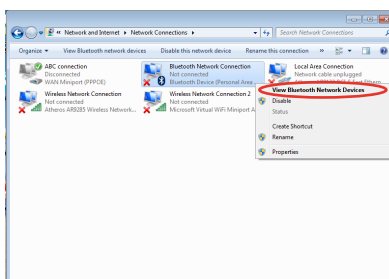 « Network and Internet ▸ Network Connections ▸
Search Network Connections
Organize ▾ View Bluetooth network devices Disable this network device Rename this connection »
ABC connection
Disconnected
WAN Miniport (PPPOE)
Bluetooth Network Connection
Not connected
Bluetooth Device (Personal Area ...
Local Area Connection
Network cable unplugged
Wireless Network Connection
Not connected
Atheros AR9285 Wireless Network...
Wireless Network Connection 2
Not connected
Microsoft Virtual WiFi Miniport A
View Bluetooth Network Devices
Disable
Status
Create Shortcut
Rename
Properties